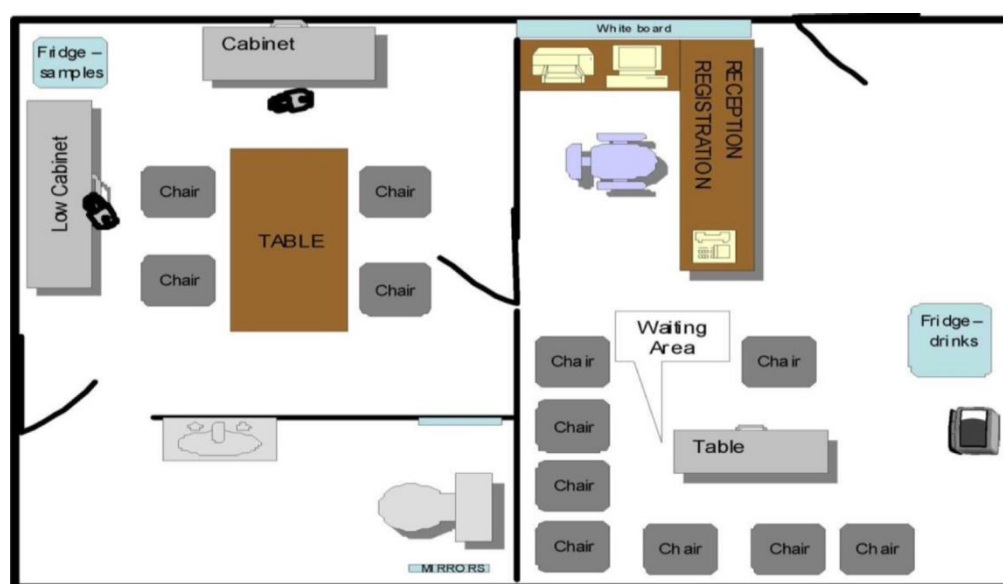 White board
Cabinet
Fridge –
samples
RECEPTION
REGISTRATION
Low Cabinet
Chair
Chair
TABLE
Chair
Chair
Waiting
Area
Fridge –
drinks
Chair
Chair
Chair
Table
Chair
Chair
Chair
Chair
Chair
MIRRORS